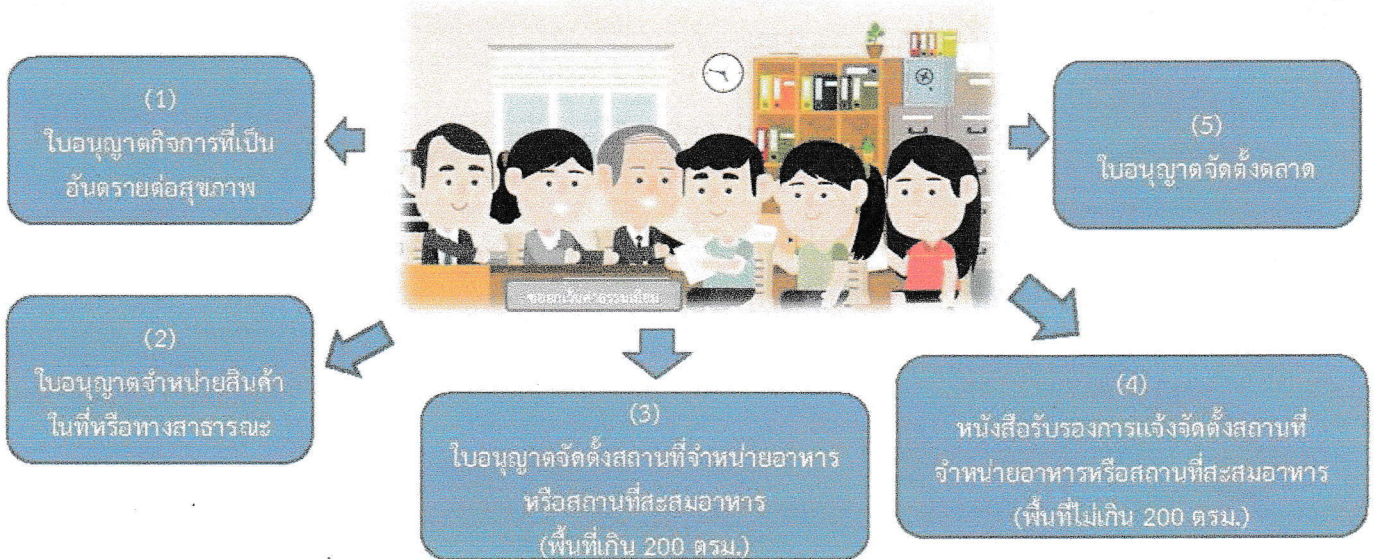 (1)
ใบอนุญาตกิจการที่เป็น
อันตรายต่อสุขภาพ
(2)
ใบอนุญาตจำหน่ายสินค้า
ในที่หรือทางสาธารณะ
(3)
ใบอนุญาตจัดตั้งสถานที่จำหน่ายอาหาร
หรือสถานที่สะสมอาหาร
(พื้นที่เกิน 200 ตรม.)
(4)
หนังสือรับรองการแจ้งจัดตั้งสถานที่
จำหน่ายอาหารหรือสถานที่สะสมอาหาร
(พื้นที่ไม่เกิน 200 ตรม.)
(5)
ใบอนุญาตจัดตั้งตลาด